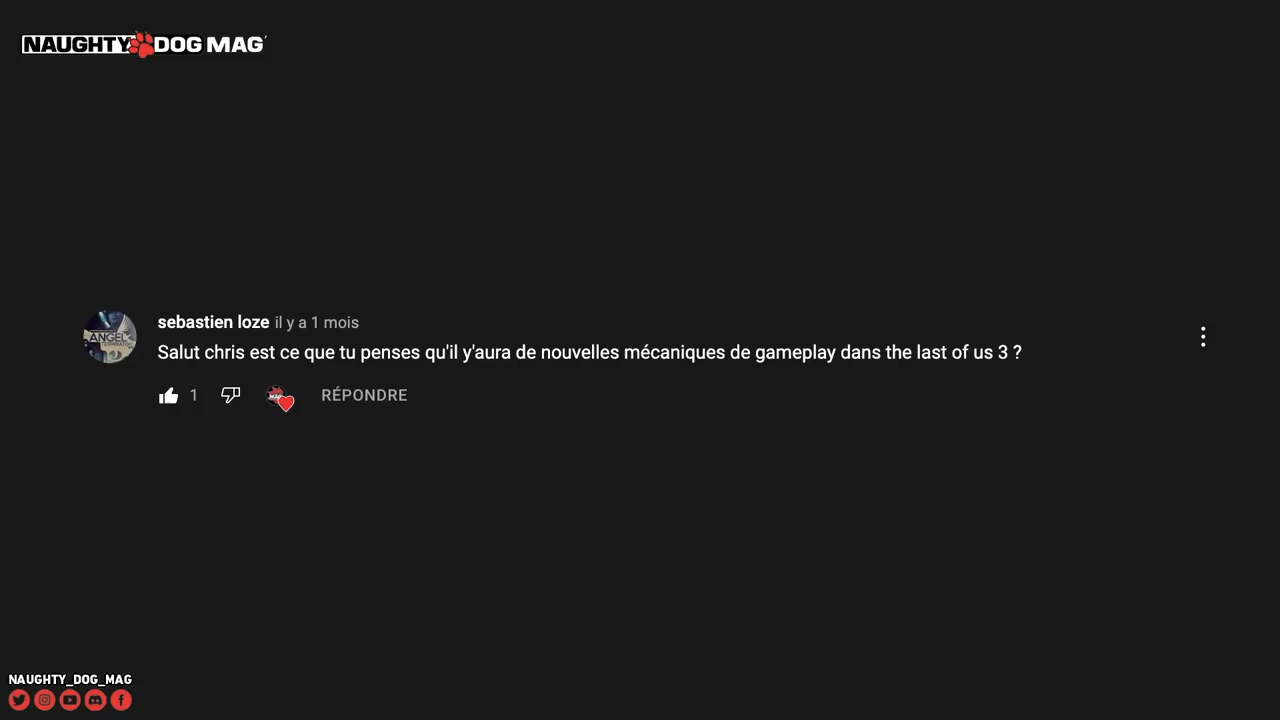 NAUGHTY DOG MAG
sebastien loze il y a 1 mois
Salut chris est ce que tu penses qu'il y'aura de nouvelles mécaniques de gameplay dans the last of us 3 ?
1 RÉPONDRE
NAUGHTY_DOG_MAG